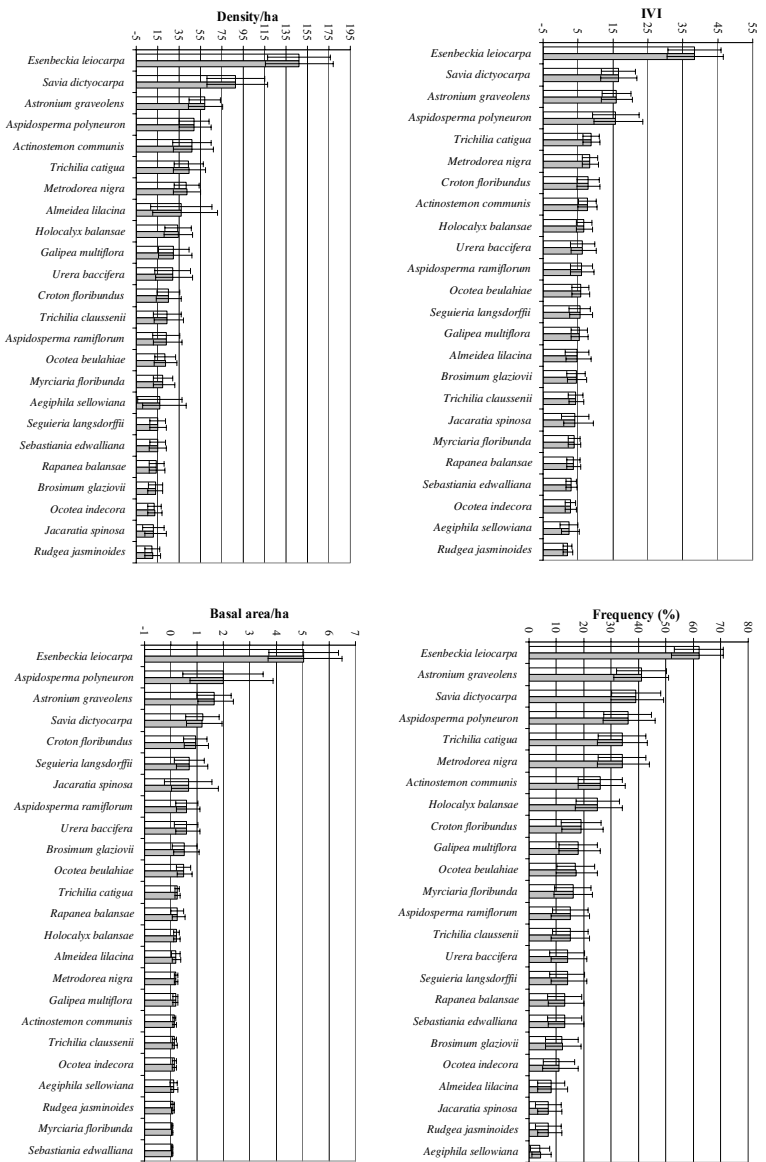 Density/ha
-5 15 35 55 75 95 115 135 155 175 195
Esenbeckia leiocarpa
Savia dictyocarpa
Astronium graveolens
Aspidosperma polyneuron
Actinostemon communis
Trichilia catigua
Metrodorea nigra
Almeidea lilacina
Holocalyx balansae
Galipea multiflora
Urera baccifera
Croton floribundus
Trichilia claussenii
Aspidosperma ramiflorum
Ocotea beulahiae
Myrciaria floribunda
Aegiphila sellowiana
Seguieria langsdorffii
Sebastiania edwalliana
Rapanea balansae
Brosimum glaziovii
Ocotea indecora
Jacaratia spinosa
Rudgea jasminoides
IVI
-5 5 15 25 35 45 55
Esenbeckia leiocarpa
Savia dictyocarpa
Astronium graveolens
Aspidosperma polyneuron
Trichilia catigua
Metrodorea nigra
Croton floribundus
Actinostemon communis
Holocalyx balansae
Urera baccifera
Aspidosperma ramiflorum
Ocotea beulahiae
Seguieria langsdorffii
Galipea multiflora
Almeidea lilacina
Brosimum glaziovii
Trichilia claussenii
Jacaratia spinosa
Myrciaria floribunda
Rapanea balansae
Sebastiania edwalliana
Ocotea indecora
Aegiphila sellowiana
Rudgea jasminoides
Basal area/ha
-1 0 1 2 3 4 5 6 7
Esenbeckia leiocarpa
Aspidosperma polyneuron
Astronium graveolens
Savia dictyocarpa
Croton floribundus
Seguieria langsdorffii
Jacaratia spinosa
Aspidosperma ramiflorum
Urera baccifera
Brosimum glaziovii
Ocotea beulahiae
Trichilia catigua
Rapanea balansae
Holocalyx balansae
Almeidea lilacina
Metrodorea nigra
Galipea multiflora
Actinostemon communis
Trichilia claussenii
Ocotea indecora
Aegiphila sellowiana
Rudgea jasminoides
Myrciaria floribunda
Sebastiania edwalliana
Frequency (%)
0 10 20 30 40 50 60 70 80
Esenbeckia leiocarpa
Astronium graveolens
Savia dictyocarpa
Aspidosperma polyneuron
Trichilia catigua
Metrodorea nigra
Actinostemon communis
Holocalyx balansae
Croton floribundus
Galipea multiflora
Ocotea beulahiae
Myrciaria floribunda
Aspidosperma ramiflorum
Trichilia claussenii
Urera baccifera
Seguieria langsdorffii
Rapanea balansae
Sebastiania edwalliana
Brosimum glaziovii
Ocotea indecora
Almeidea lilacina
Jacaratia spinosa
Rudgea jasminoides
Aegiphila sellowiana